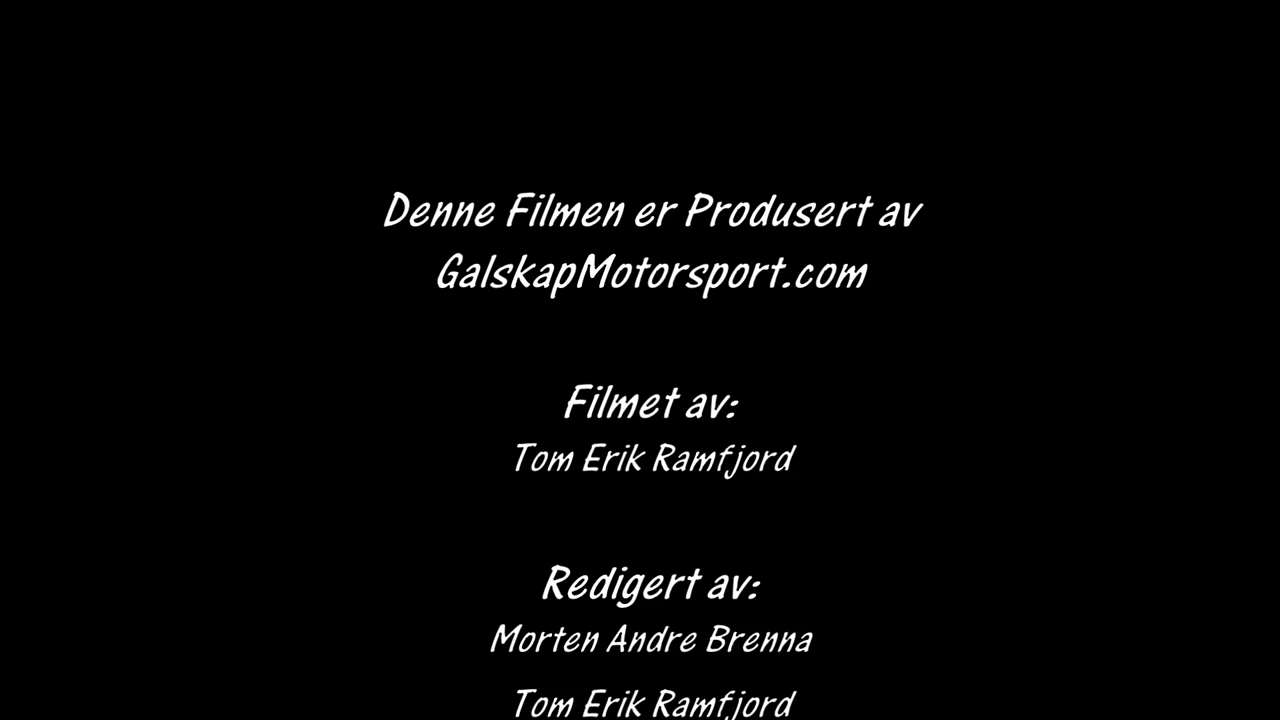 Denne Filmen er Produsert av
GalskapMotorsport.com
Filmet av:
Tom Erik Ramfjord
Redigert av:
Morten Andre Brenna
Tom Erik Ramfjord